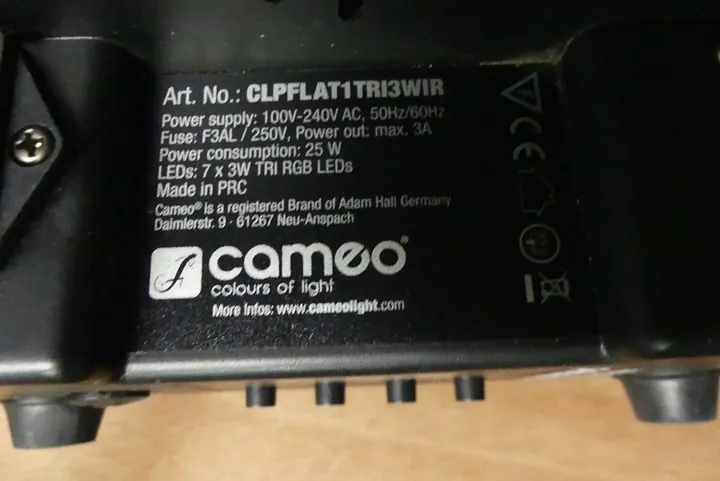 Art. No.: CLPFLAT1TRI3WIR
Power supply: 100V-240V AC, 50Hz/60Hz
Fuse: F3AL / 250V, Power out: max. 3A
Power consumption: 25 W
LEDs: 7 x 3W TRI RGB LEDs
Made in PRC
Cameo® is a registered Brand of Adam Hall Germany
Daimlerstr. 9 · 61267 Neu-Anspach
cameo®
colours of light
More Infos: www.cameolight.com
CE